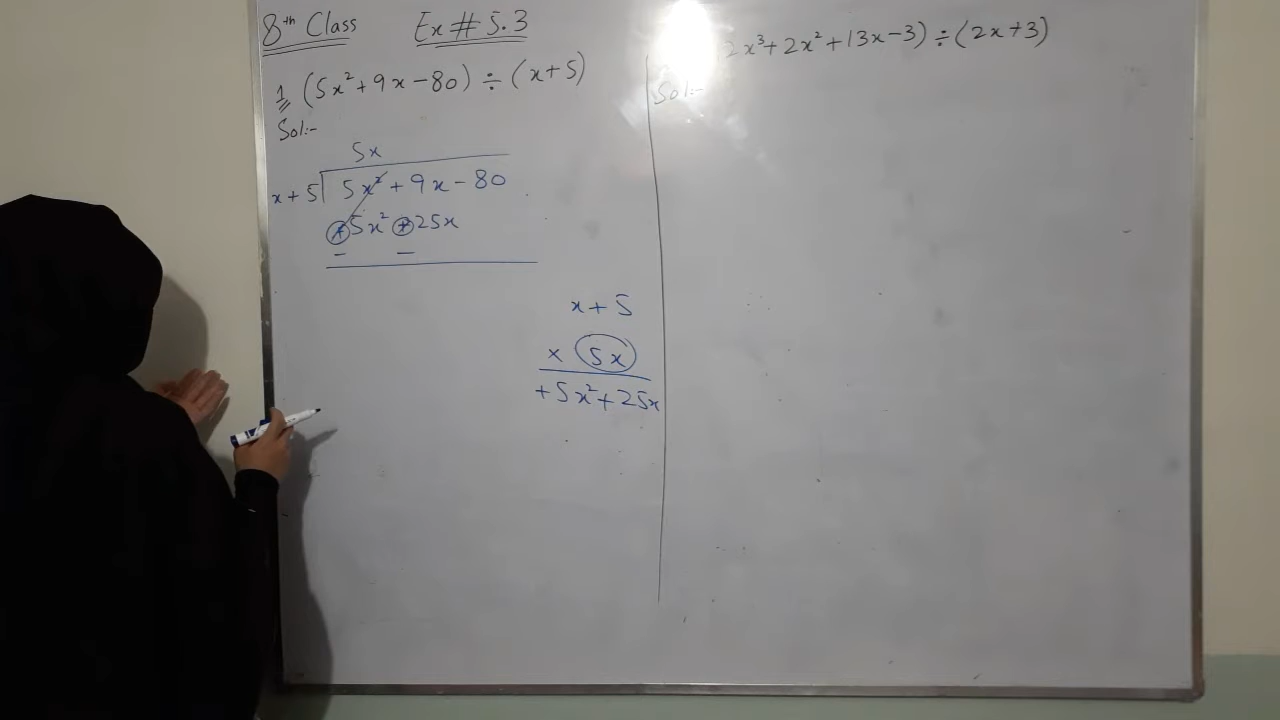 8th Class Ex # 5.3
1 (5x² + 9x - 80) ÷ (x + 5)
Sol:-
5x
x + 5 5x² + 9x - 80
+5x² + 25x
- -
x + 5
× 5x
+ 5x² + 25x
2x³ + 2x² + 13x - 3) ÷ (2x + 3)
Sol:-